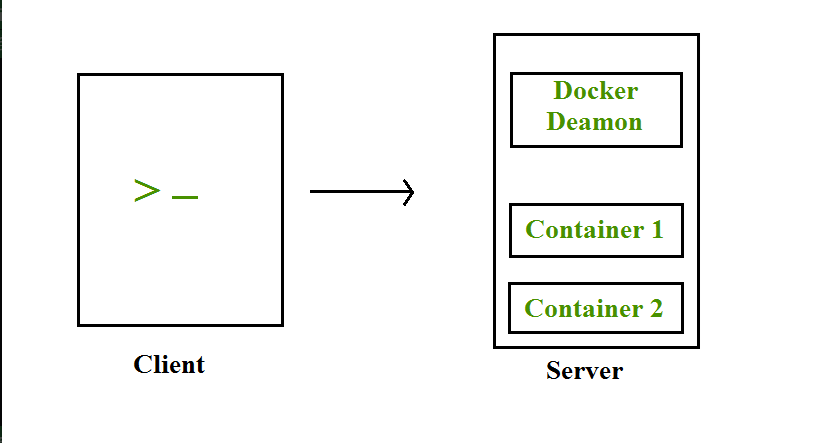 >_
Client
Docker
Deamon
Container 1
Container 2
Server